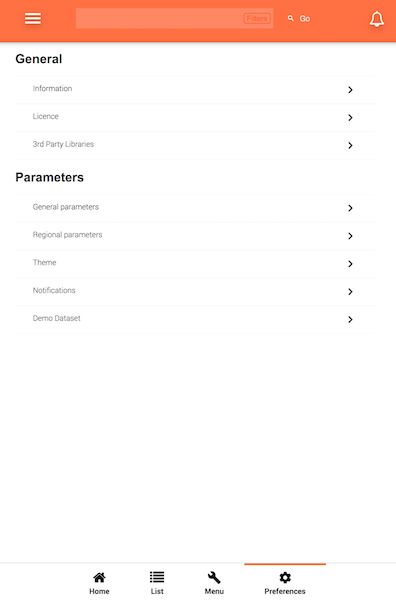 Filters
Go
General
Information
Licence
3rd Party Libraries
Parameters
General parameters
Regional parameters
Theme
Notifications
Demo Dataset
Home
List
Menu
Preferences